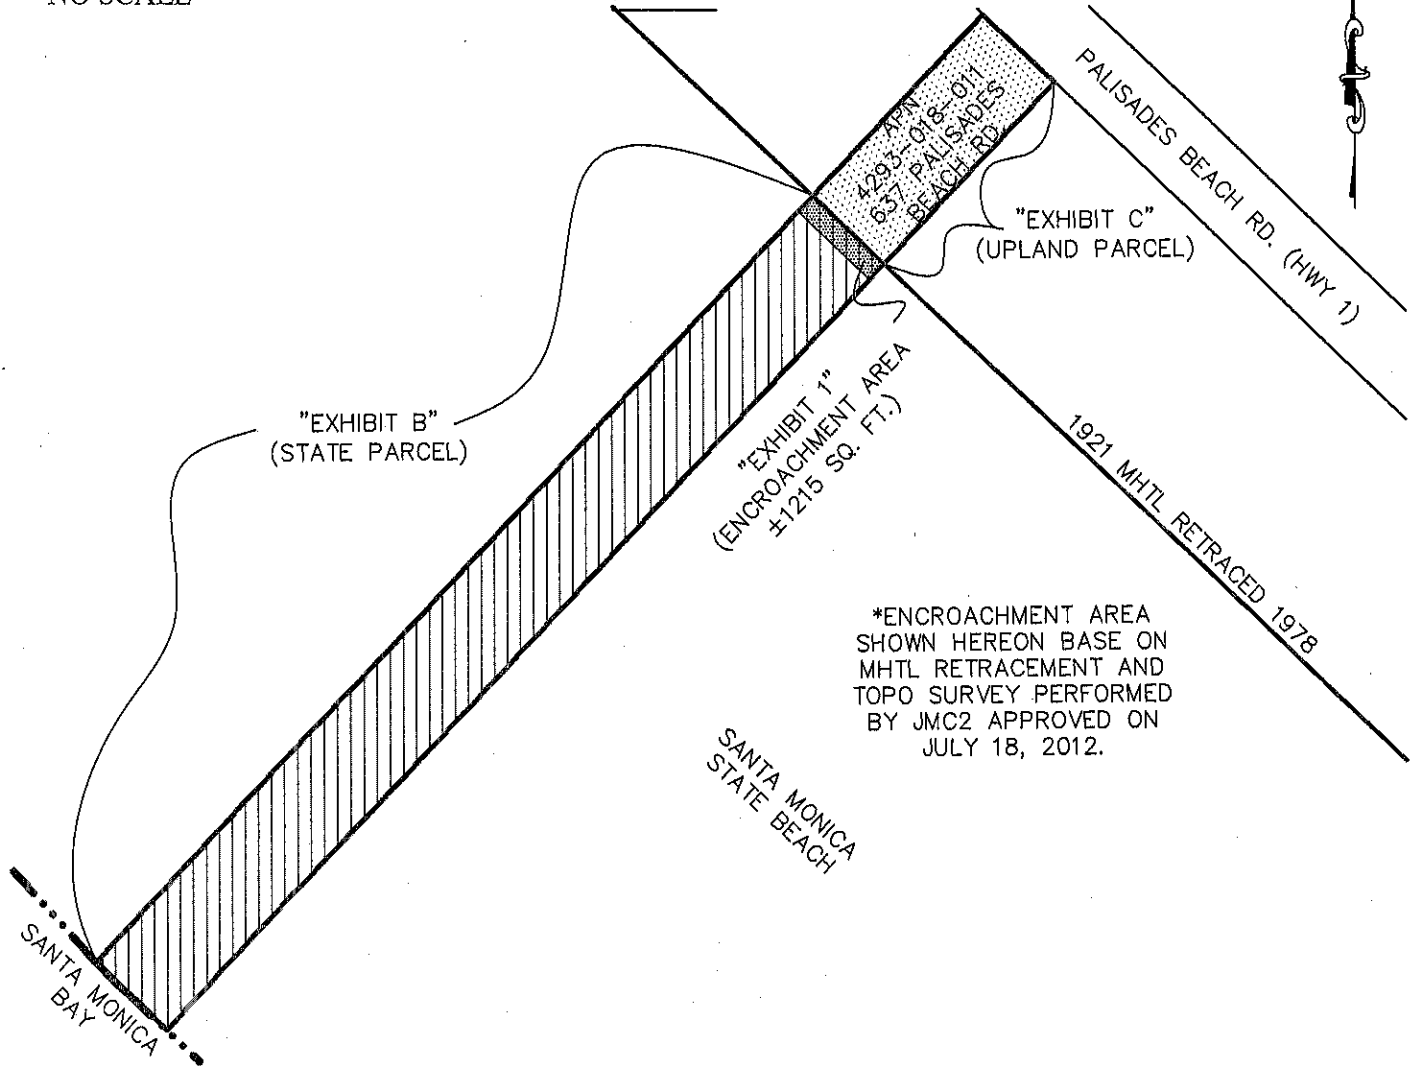 NO SCALE
PALISADES BEACH RD. (HWY 1)
APN
4293-018-011
637 PALISADES
BEACH RD.
"EXHIBIT C"
(UPLAND PARCEL)
"EXHIBIT B"
(STATE PARCEL)
"EXHIBIT 1"
(ENCROACHMENT AREA
±1215 SQ. FT.)
1921 MHTL RETRACED 1978
*ENCROACHMENT AREA
SHOWN HEREON BASE ON
MHTL RETRACEMENT AND
TOPO SURVEY PERFORMED
BY JMC2 APPROVED ON
JULY 18, 2012.
SANTA MONICA
STATE BEACH
SANTA MONICA
BAY